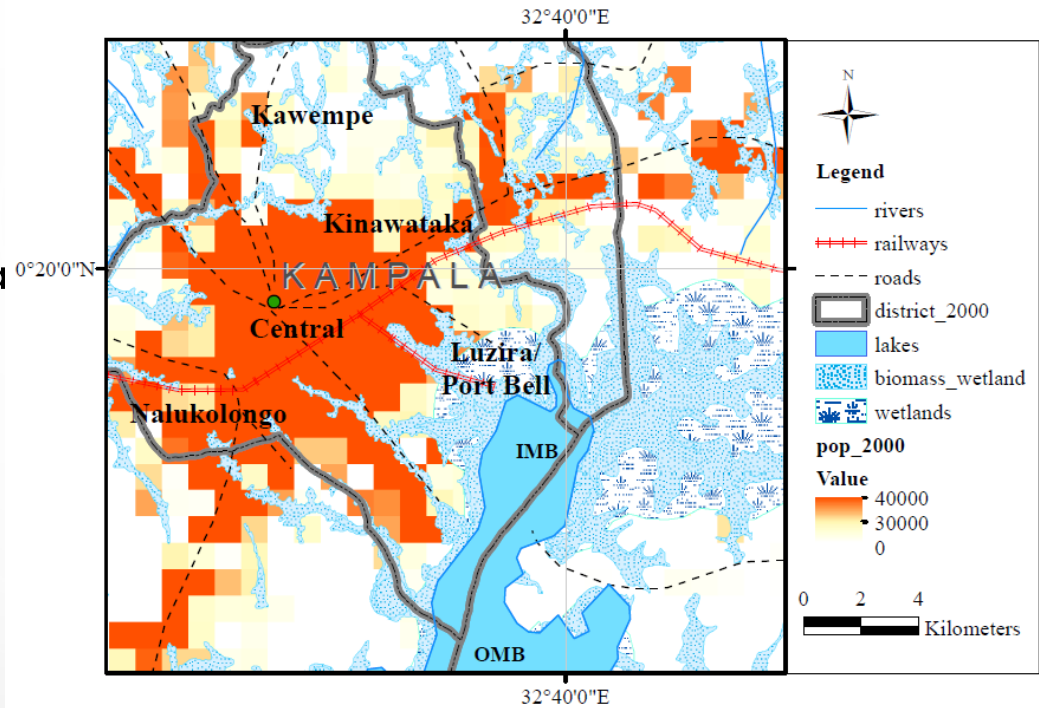 32°40'0"E
Kawempe
Kinawataka
0°20'0"N
KAMPALA
Central
Luzira/
Port Bell
Nalukolongo
IMB
OMB
32°40'0"E
N
Legend
rivers
railways
roads
district_2000
lakes
biomass_wetland
wetlands
pop_2000
Value
40000
30000
0
0 2 4
Kilometers